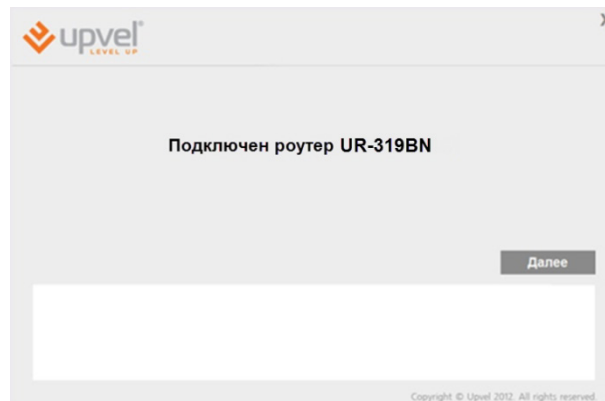 upvel
LEVEL UP
Подключен роутер UR-319BN
Далее
Copyright © Upvel 2012. All rights reserved.